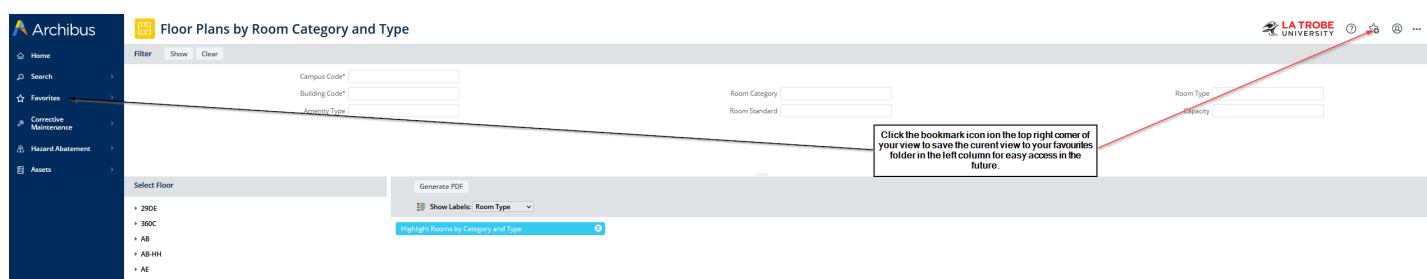 Archibus
Floor Plans by Room Category and Type
LA TROBE
UNIVERSITY
Home
Filter Show Clear
Search
Campus Code*
Favorites
Building Code* Room Category Room Type
Amenity Type Room Standard Capacity
Corrective
Maintenance
Click the bookmark icon ion the top right corner of
your view to save the curent view to your favourites
folder in the left column for easy access in the
future.
Hazard Abatement
Assets
Select Floor
Generate PDF
Show Labels: Room Type
29DE
360C
Highlight Rooms by Category and Type
AB
AB-HH
AE